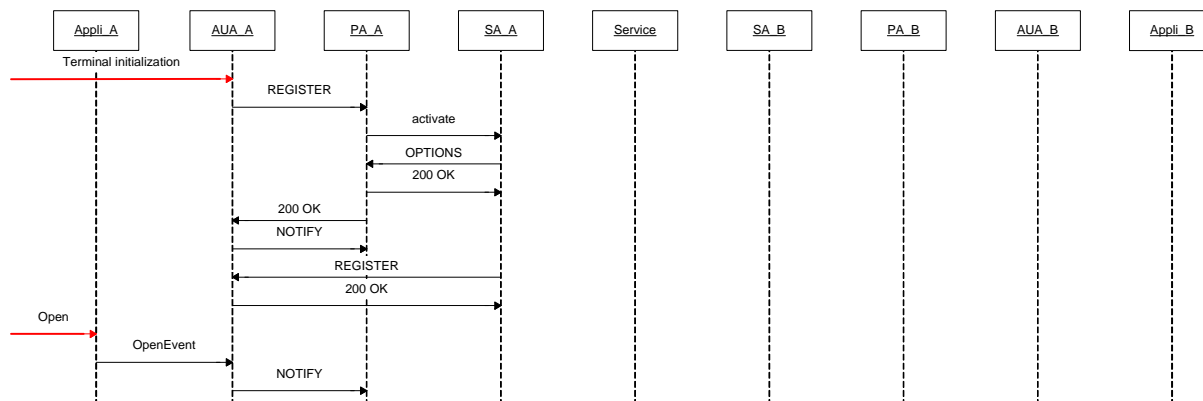 Appli_A
AUA_A
PA_A
SA_A
Service
SA_B
PA_B
AUA_B
Appli_B
Terminal initialization
REGISTER
activate
OPTIONS
200 OK
200 OK
NOTIFY
REGISTER
200 OK
Open
OpenEvent
NOTIFY